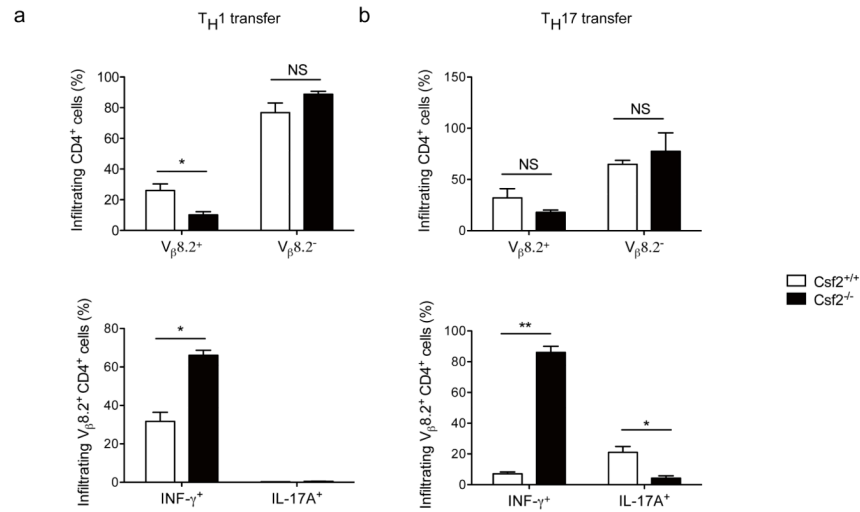 a
T_H1 transfer
Infiltrating CD4⁺ cells (%)
100
80
60
40
20
0
*
NS
Vβ8.2⁺
Vβ8.2⁻
b
T_H17 transfer
Infiltrating CD4⁺ cells (%)
150
100
50
0
NS
NS
Vβ8.2⁺
Vβ8.2⁻
Csf2⁺/⁺
Csf2⁻/⁻
Infiltrating Vβ8.2⁺ CD4⁺ cells (%)
80
60
40
20
0
*
INF-γ⁺
IL-17A⁺
Infiltrating Vβ8.2⁺ CD4⁺ cells (%)
100
80
60
40
20
0
**
*
INF-γ⁺
IL-17A⁺